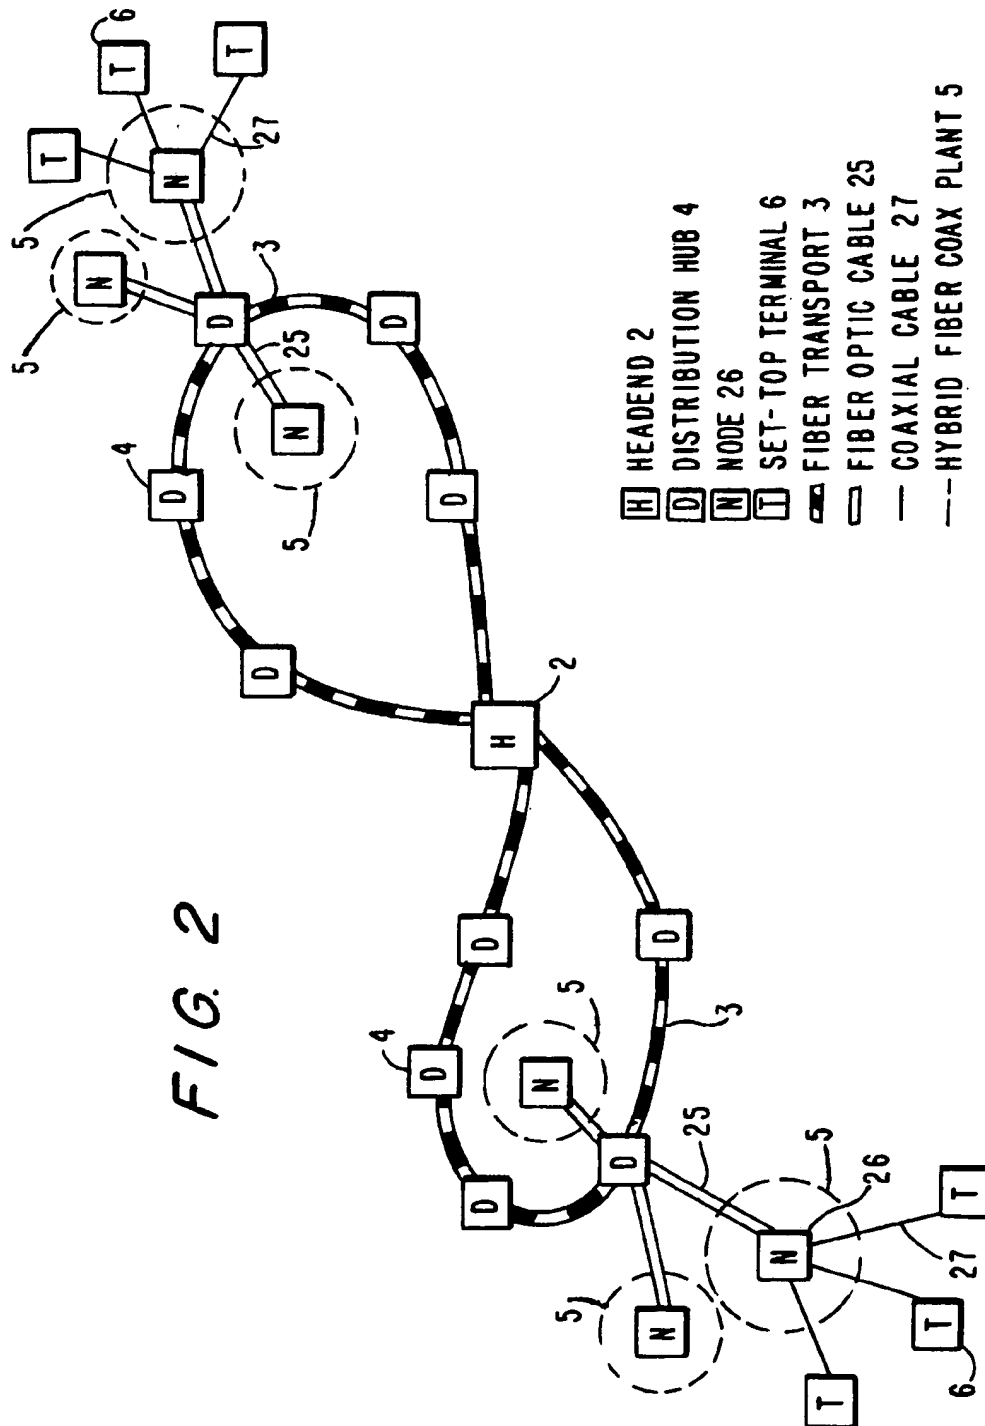 5
5
T
N
6
T
4
D
N
FIG. 2
D
T
27
D
3
5
N
25
4
D
D
D
D
D
H
N
5
5
2
D
N
D
25
3
N
5
T
26
T
6
27
T
H HEADEND 2
D DISTRIBUTION HUB 4
N NODE 26
T SET-TOP TERMINAL 6
FIBER TRANSPORT 3
FIBER OPTIC CABLE 25
COAXIAL CABLE 27
HYBRID FIBER COAX PLANT 5